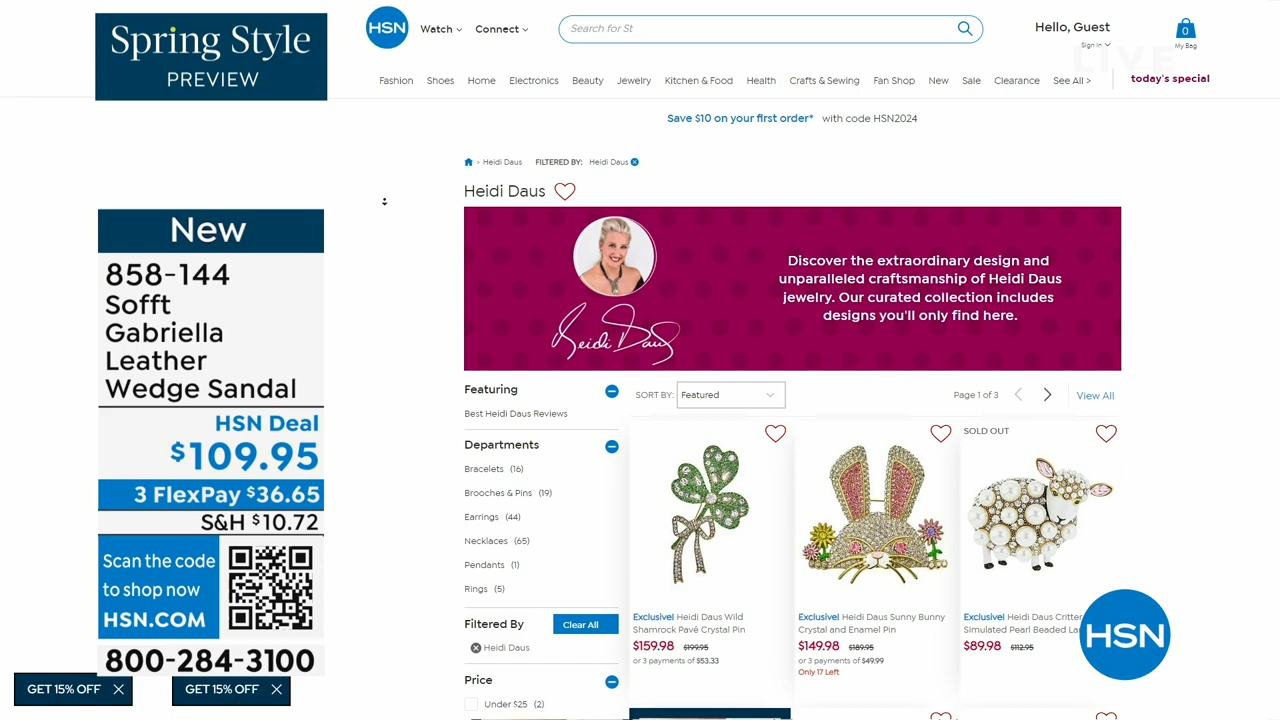 Spring Style
PREVIEW
HSN
Watch
Connect
Search for St
Hello, Guest
Sign In
0
My Bag
LIVE
Fashion
Shoes
Home
Electronics
Beauty
Jewelry
Kitchen & Food
Health
Crafts & Sewing
Fan Shop
New
Sale
Clearance
See All >
today's special
Save $10 on your first order* with code HSN2024
> Heidi Daus FILTERED BY: Heidi Daus
Heidi Daus
Heidi Daus
Discover the extraordinary design and
unparalleled craftsmanship of Heidi Daus
jewelry. Our curated collection includes
designs you'll only find here.
New
858-144
Sofft
Gabriella
Leather
Wedge Sandal
HSN Deal
$109.95
3 FlexPay $36.65
S&H $10.72
Scan the code
to shop now
HSN.COM
800-284-3100
GET 15% OFF
GET 15% OFF
Featuring
Best Heidi Daus Reviews
Departments
Bracelets (16)
Brooches & Pins (19)
Earrings (44)
Necklaces (65)
Pendants (1)
Rings (5)
Filtered By
Clear All
Heidi Daus
Price
Under $25 (2)
SORT BY: Featured
Page 1 of 3
View All
Exclusive! Heidi Daus Wild
Shamrock Pavé Crystal Pin
$159.98 $199.95
or 3 payments of $53.33
Exclusive! Heidi Daus Sunny Bunny
Crystal and Enamel Pin
$149.98 $189.95
or 3 payments of $49.99
Only 17 Left
SOLD OUT
Exclusive! Heidi Daus Critter
Simulated Pearl Beaded La
$89.98 $112.95
HSN